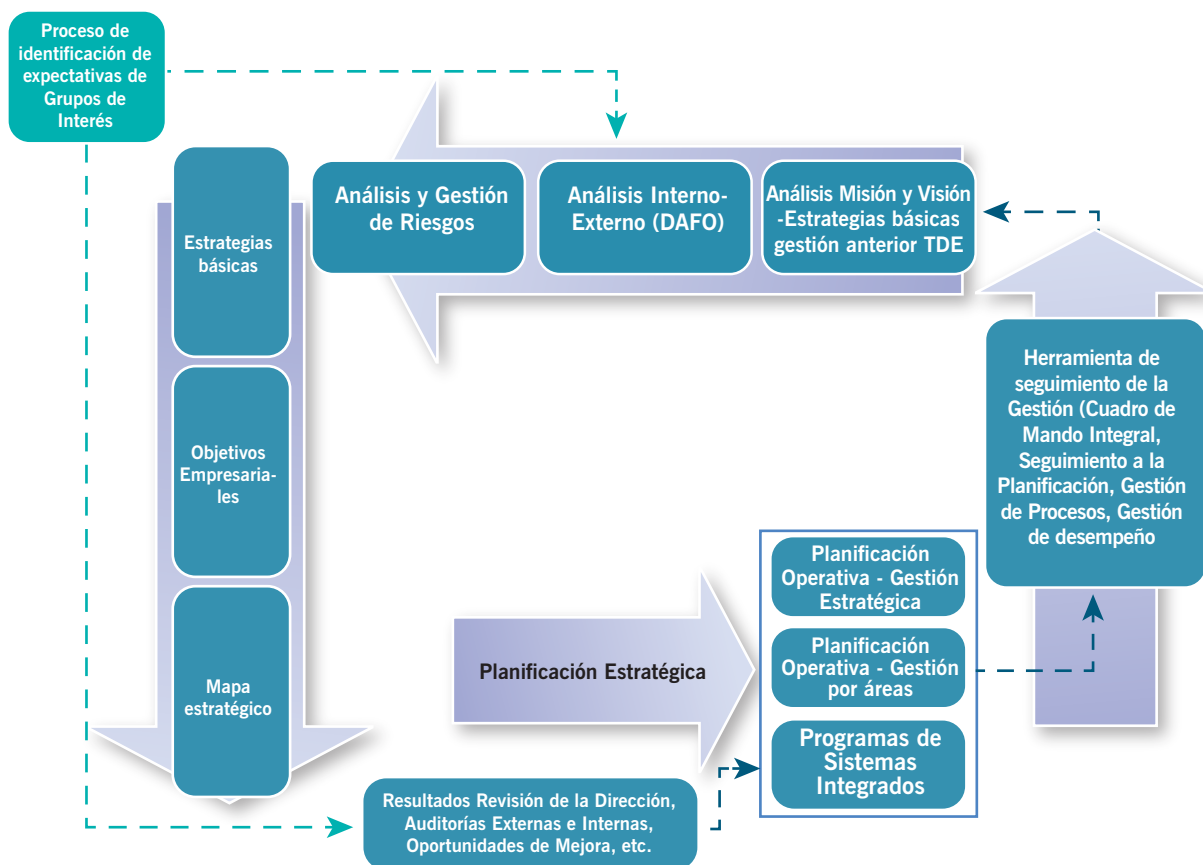 Proceso de
identificación de
expectativas de
Grupos de
Interés
Estrategias
básicas
Objetivos
Empresaria-
les
Mapa
estratégico
Análisis y Gestión
de Riesgos
Análisis Interno-
Externo (DAFO)
Análisis Misión y Visión
-Estrategias básicas
gestión anterior TDE
Herramienta de
seguimiento de la
Gestión (Cuadro de
Mando Integral,
Seguimiento a la
Planificación, Gestión
de Procesos, Gestión
de desempeño
Planificación Estratégica
Planificación
Operativa - Gestión
Estratégica
Planificación
Operativa - Gestión
por áreas
Programas de
Sistemas
Integrados
Resultados Revisión de la Dirección,
Auditorías Externas e Internas,
Oportunidades de Mejora, etc.